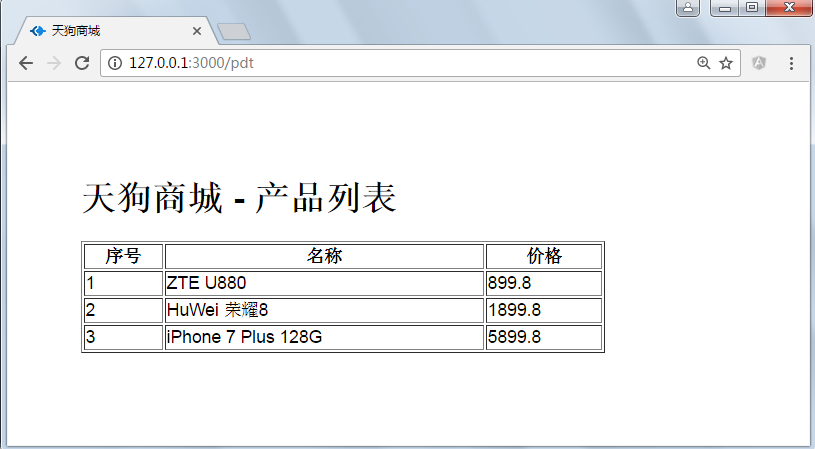 天狗商城
127.0.0.1:3000/pdt
天狗商城 - 产品列表
序号 名称 价格
1 ZTE U880 899.8
2 HuWei 荣耀8 1899.8
3 iPhone 7 Plus 128G 5899.8